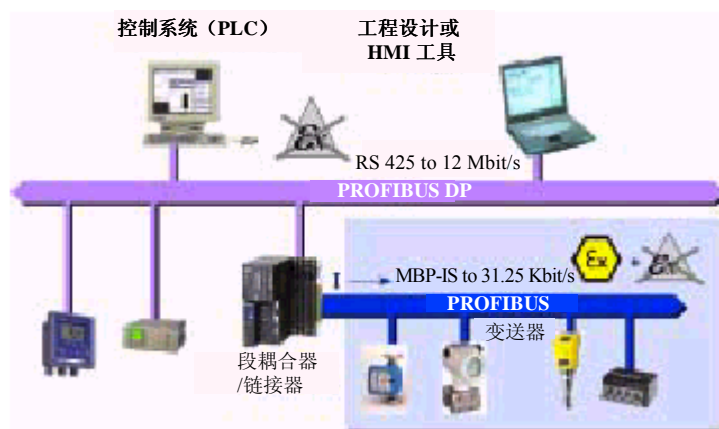 控制系统（PLC）
工程设计或
HMI 工具
RS 425 to 12 Mbit/s
PROFIBUS DP
Ex
MBP-IS to 31.25 Kbit/s
I
PROFIBUS
变送器
段耦合器
/链接器